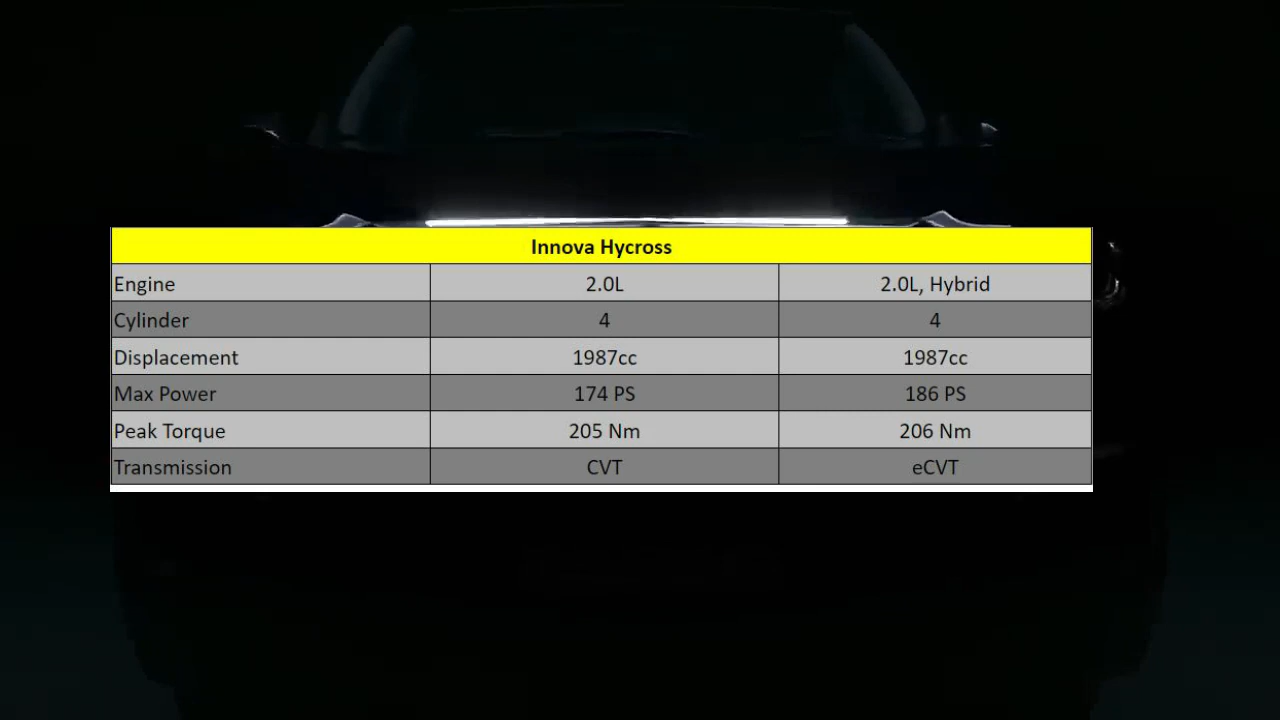 Innova Hycross
Engine 2.0L 2.0L, Hybrid
Cylinder 4 4
Displacement 1987cc 1987cc
Max Power 174 PS 186 PS
Peak Torque 205 Nm 206 Nm
Transmission CVT eCVT